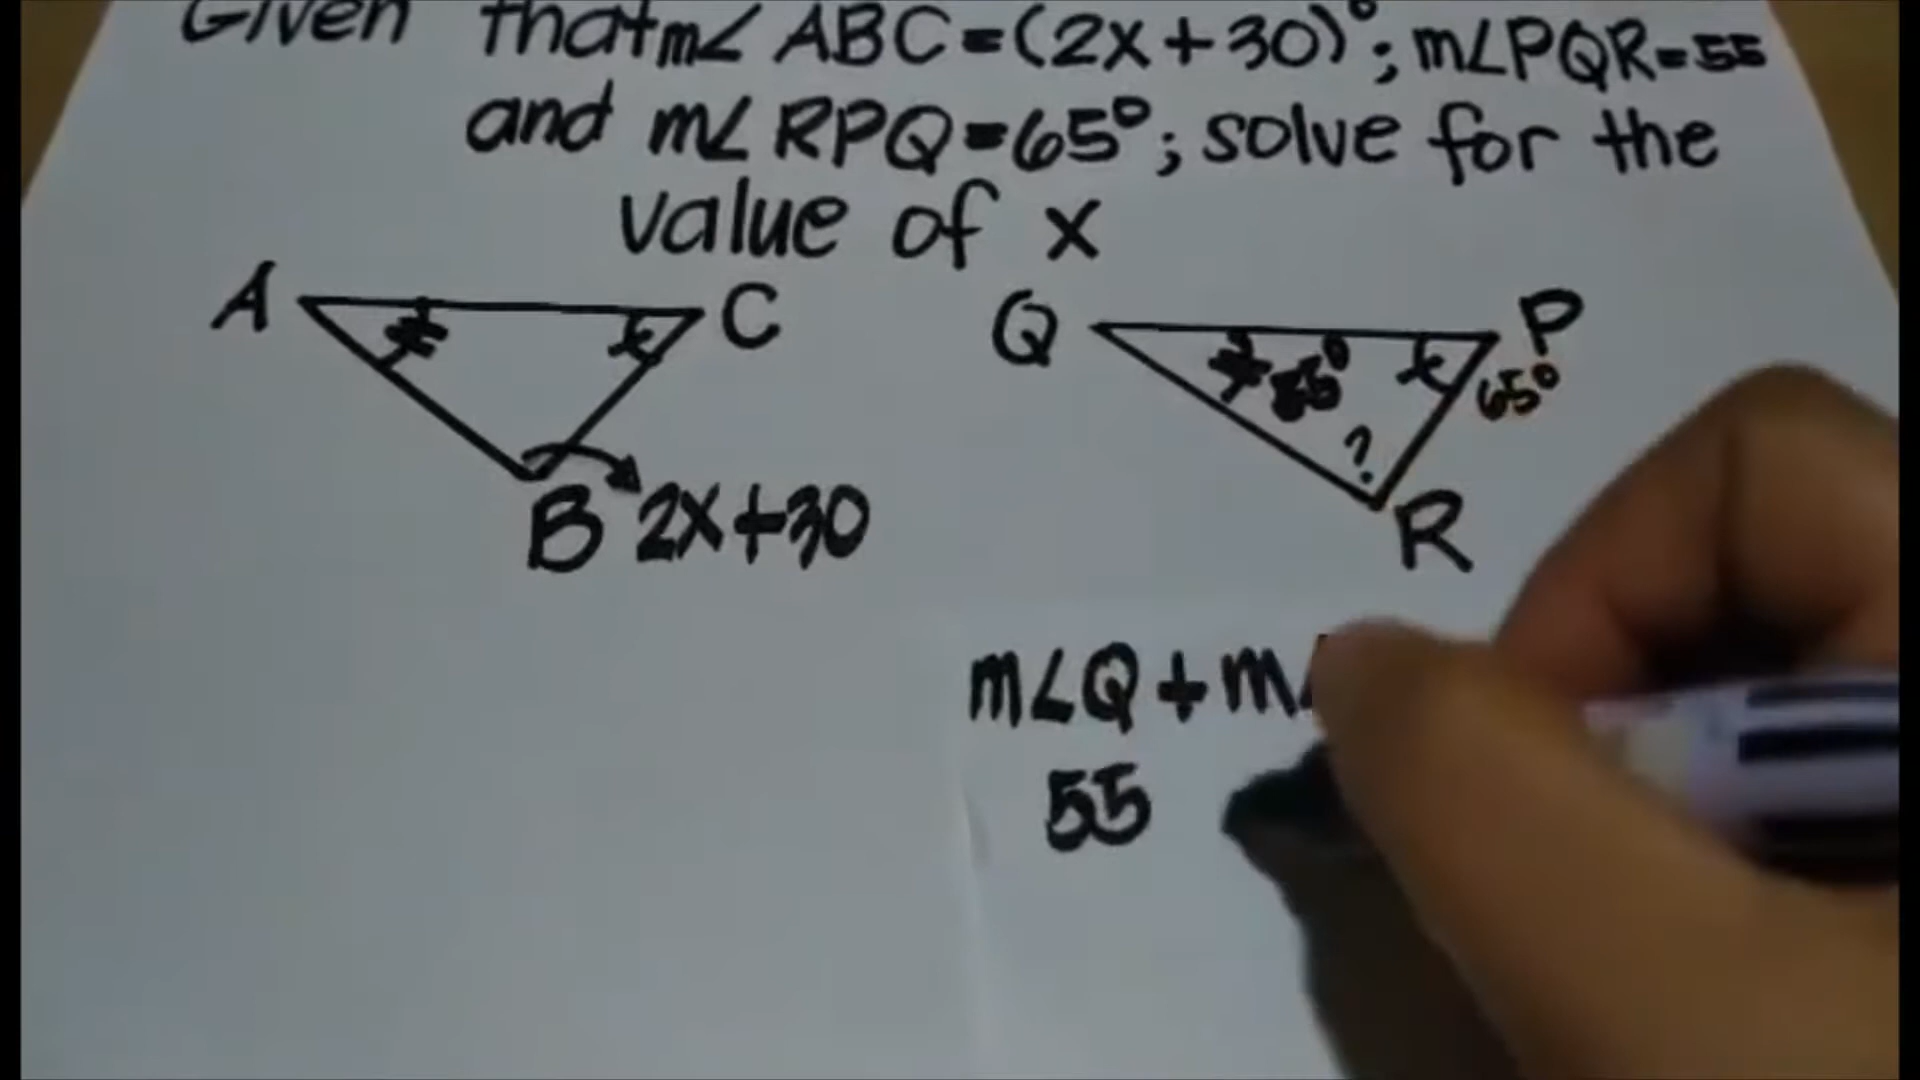 Given that m∠ABC=(2x+30)°; m∠PQR=55
and m∠RPQ=65°; solve for the
value of x
A C Q P
55° 65°
?
B 2x+30 R
m∠Q + m∠
55